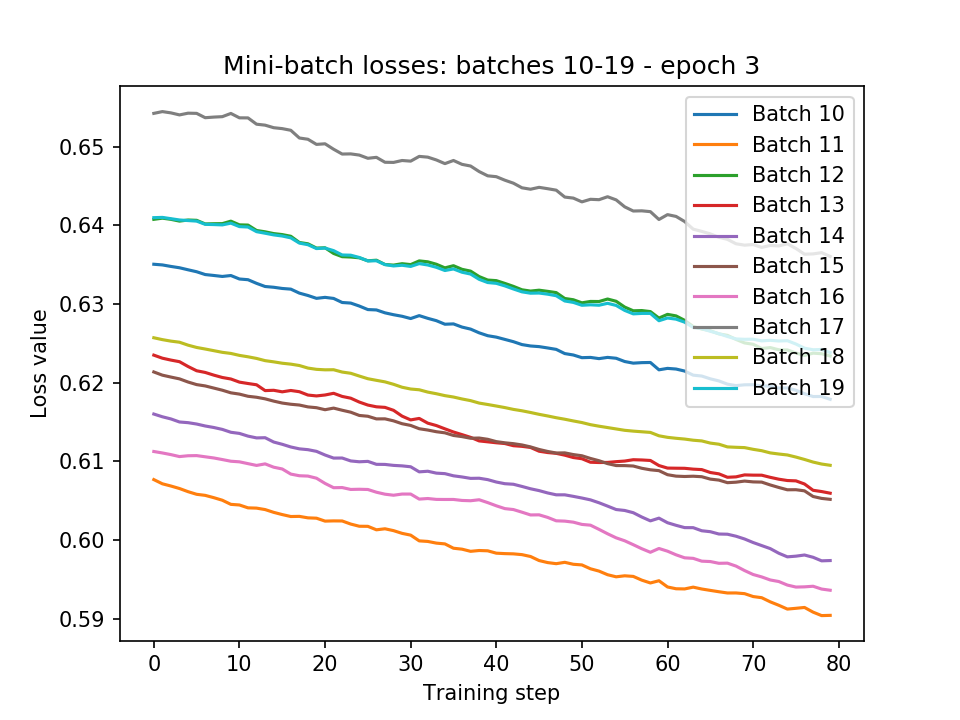 Mini-batch losses: batches 10-19 - epoch 3
Loss value
0.65
0.64
0.63
0.62
0.61
0.60
0.59
Batch 10
Batch 11
Batch 12
Batch 13
Batch 14
Batch 15
Batch 16
Batch 17
Batch 18
Batch 19
0 10 20 30 40 50 60 70 80
Training step